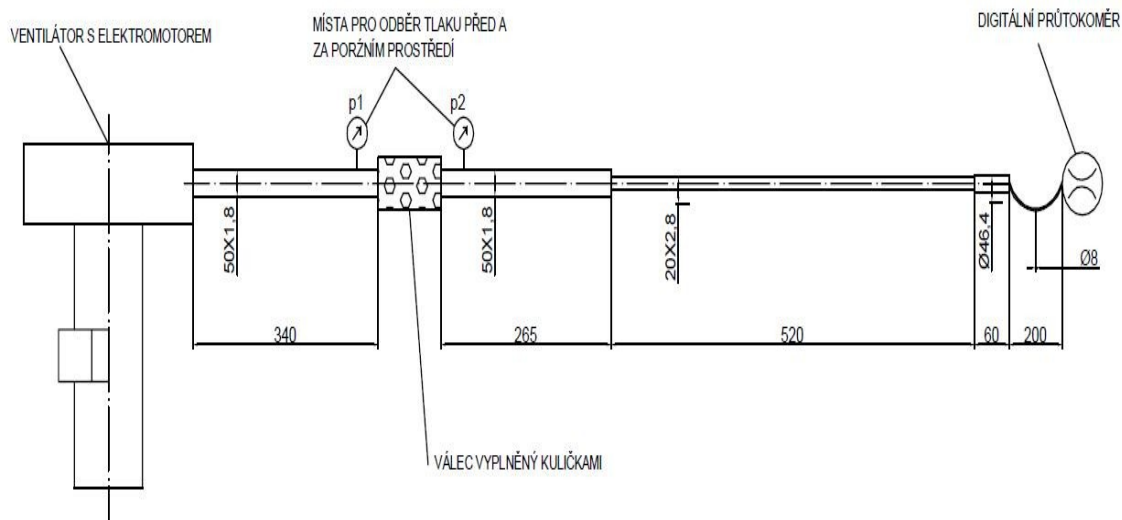 VENTILÁTOR S ELEKTROMOTOREM
MÍSTA PRO ODBĚR TLAKU PŘED A
ZA PORŹNÍM PROSTŘEDÍ
DIGITÁLNÍ PRŮTOKOMĚR
p1
p2
50X1,8
50X1,8
20X2,8
Ø46,4
Ø8
340
265
520
60
200
VÁLEC VYPLNĚNÝ KULIČKAMI